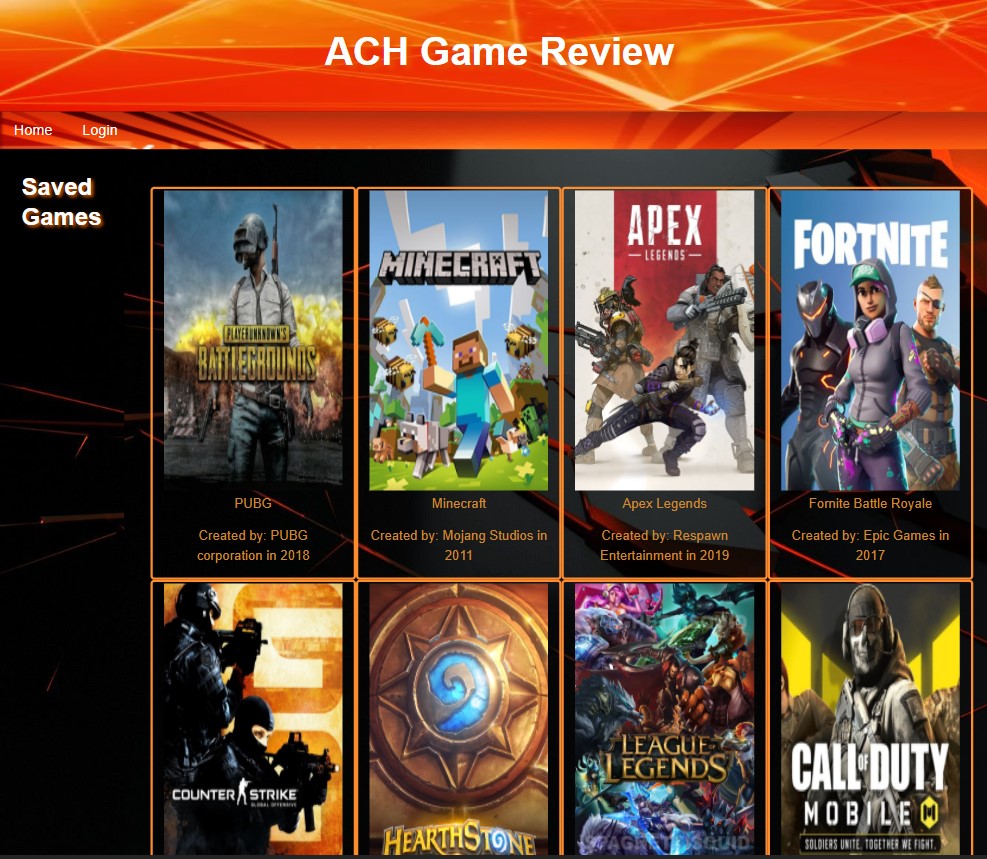 ACH Game Review
Home
Login
Saved
Games
PLAYERUNKNOWN'S
BATTLEGROUNDS
MINECRAFT
APEX
LEGENDS
FORTNITE
PUBG
Created by: PUBG
corporation in 2018
Minecraft
Created by: Mojang Studios in
2011
Apex Legends
Created by: Respawn
Entertainment in 2019
Fornite Battle Royale
Created by: Epic Games in
2017
COUNTER STRIKE
GLOBAL OFFENSIVE
HEARTHSTONE
LEAGUE
OF
LEGENDS
CALL OF DUTY
MOBILE
SOLDIERS UNITE. TOGETHER WE FIGHT.